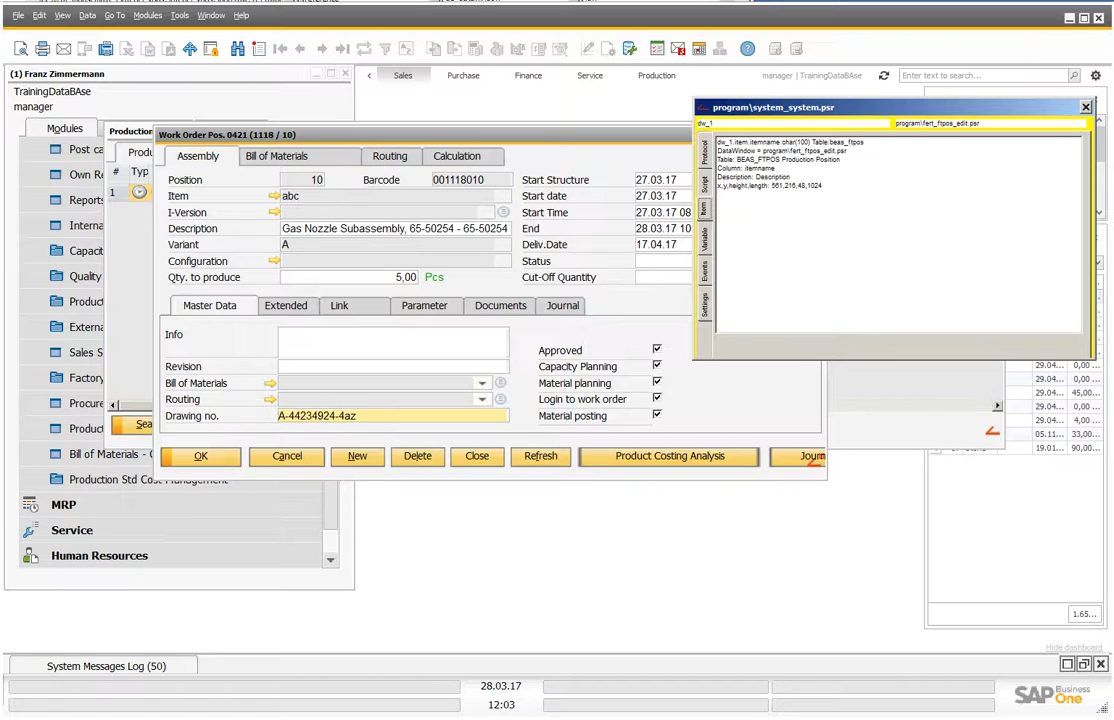 File Edit View Data Go To Modules Tools Window Help
(1) Franz Zimmermann
TrainingDataBAse
manager
Modules
Post ca
Own Re
Reports
Interna
Capacit
Quality
Product
Externa
Sales S
Factory
Procure
Product
Bill of Materials - C
Production Std Cost Management
MRP
Service
Human Resources
Sales Purchase Finance Service Production
manager | TrainingDataBAse
Enter text to search...
Production
Produ
# Typ
1
Sea
Work Order Pos. 0421 (1118 / 10)
Assembly Bill of Materials Routing Calculation
Position 10 Barcode 001118010 Start Structure 27.03.17
Item abc Start date 27.03.17
I-Version Start Time 27.03.17 08
Description Gas Nozzle Subassembly, 65-50254 - 65-50254 End 28.03.17 10
Variant A Deliv.Date 17.04.17
Configuration Status
Qty. to produce 5,00 Pcs Cut-Off Quantity
Master Data Extended Link Parameter Documents Journal
Info
Approved
Revision Capacity Planning
Bill of Materials Material planning
Routing Login to work order
Drawing no. A-44234924-4az Material posting
OK Cancel New Delete Close Refresh Product Costing Analysis Journ
program\system_system.psr
dw_1 program\fert_ftpos_edit.psr
Protocol
Script
Item
Variable
Events
Settings
dw_1.item.itemname char(100) Table:beas_ftpos
DataWindow = program\fert_ftpos_edit.psr
Table: BEAS_FTPOS Production Position
Column: itemname
Description: Description
x,y,height,length: 561,216,48,1024
29.04 0,00 ...
29.04. 0,00 ...
29.04. 45,00...
29.04. 0,00 ...
29.04. 4,00 ...
05.11... 33,00...
19.01... 90,00...
1.65...
Hide dashboard
System Messages Log (50)
28.03.17
12:03
SAP Business One